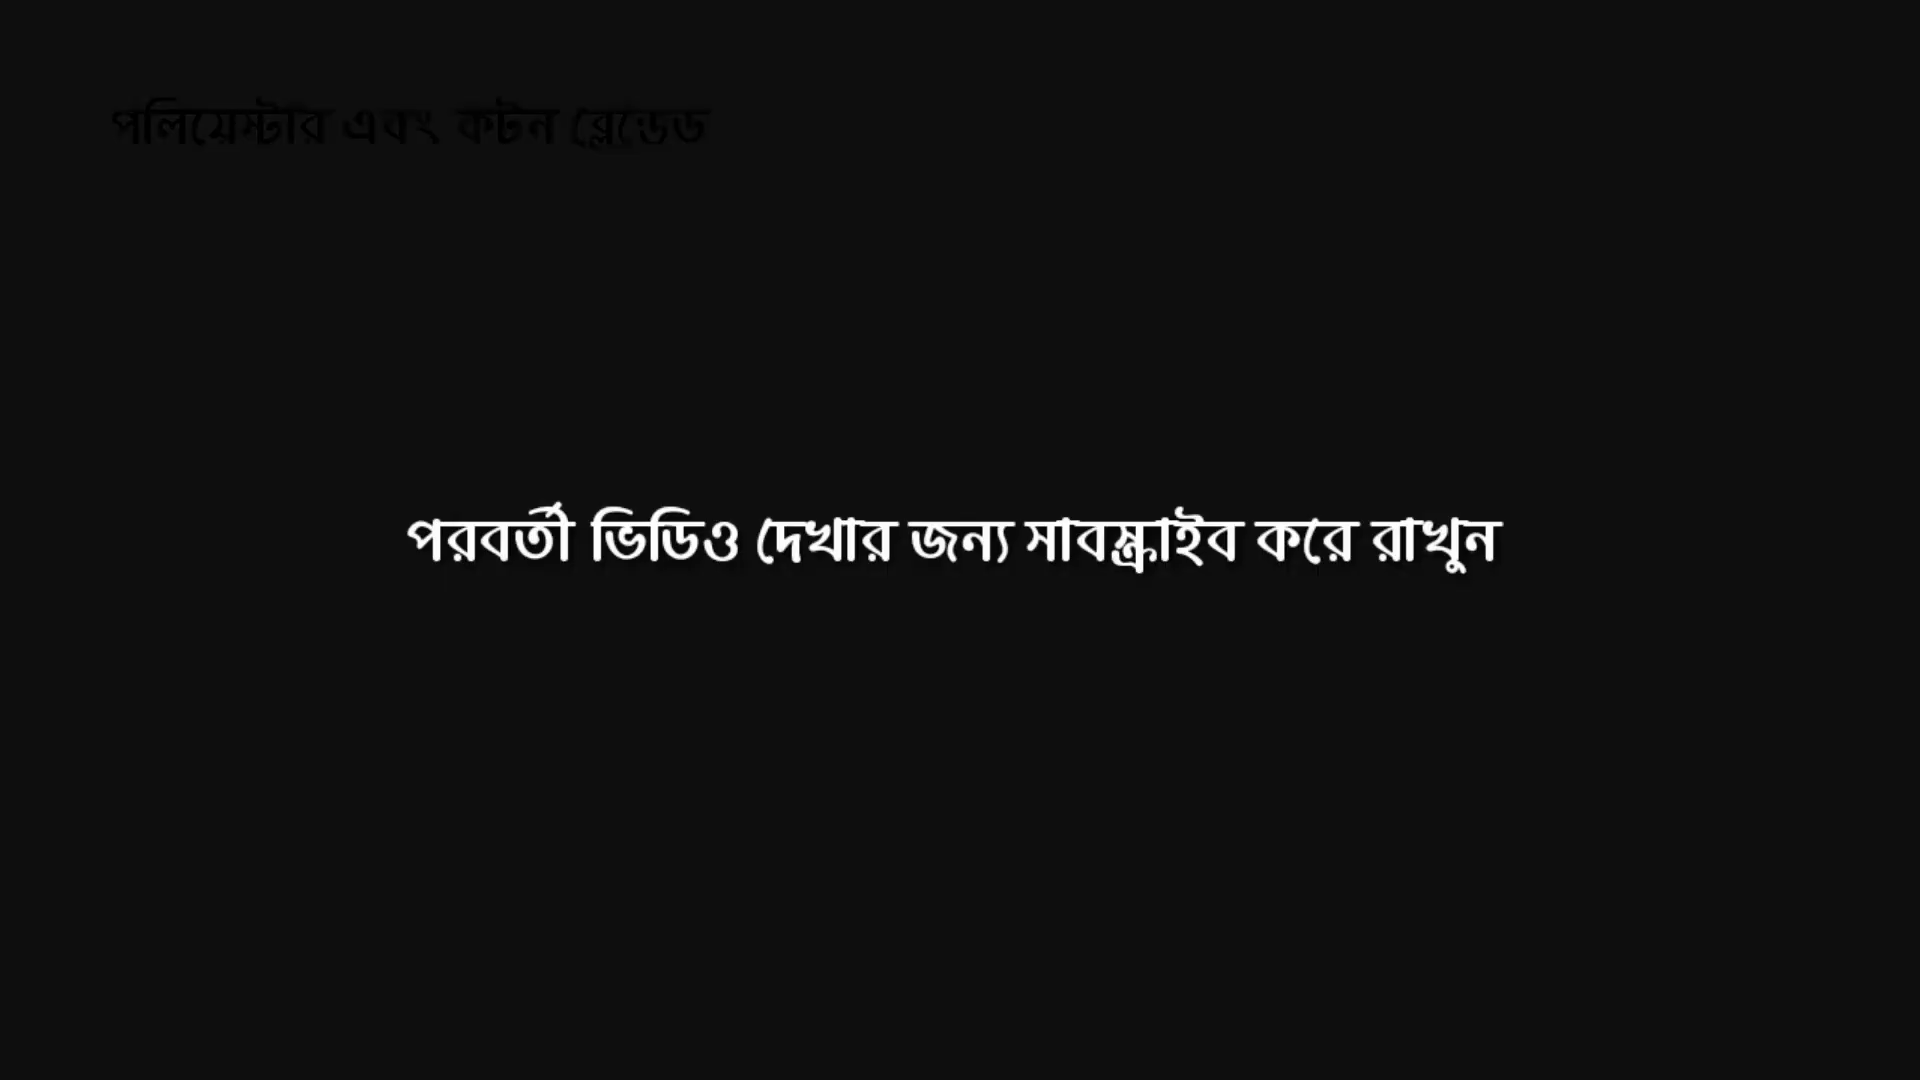 পলিয়েস্টার এবং কটন ব্লেন্ডেড
পরবর্তী ভিডিও দেখার জন্য সাবস্ক্রাইব করে রাখুন